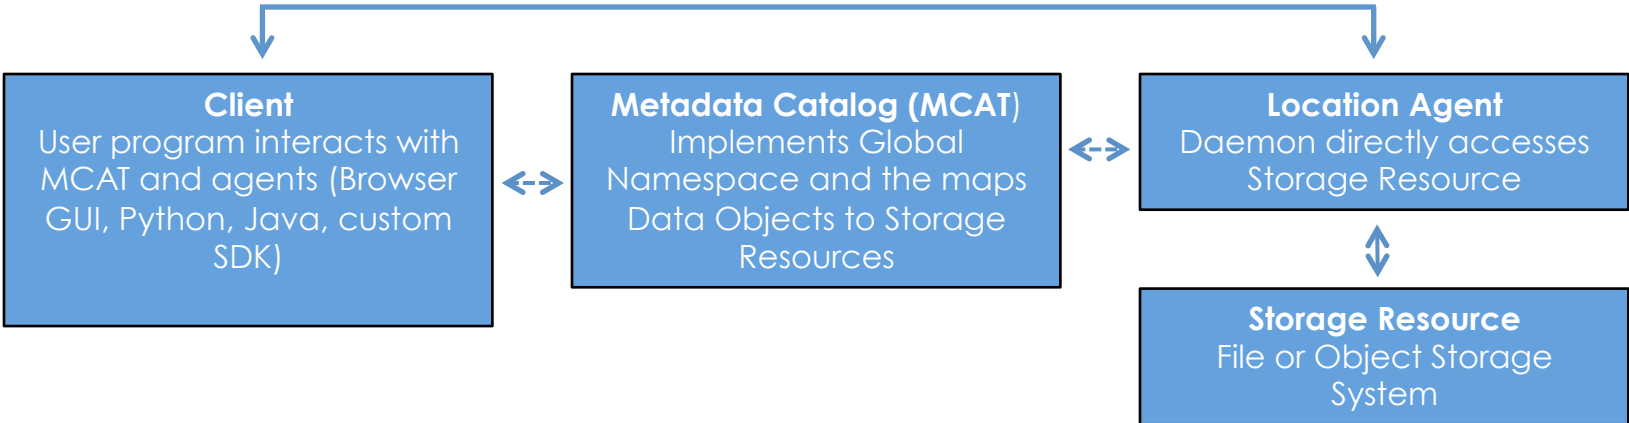 Client
User program interacts with
MCAT and agents (Browser
GUI, Python, Java, custom
SDK)
Metadata Catalog (MCAT)
Implements Global
Namespace and the maps
Data Objects to Storage
Resources
Location Agent
Daemon directly accesses
Storage Resource
Storage Resource
File or Object Storage
System